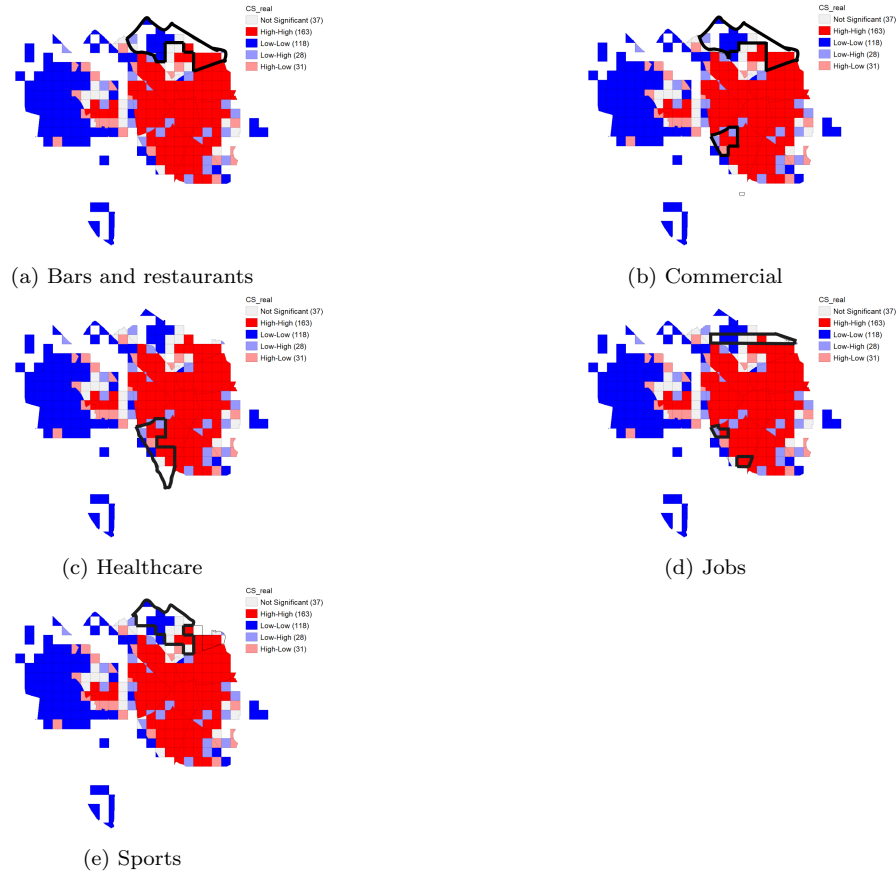 CS_real
Not Significant (37)
High-High (163)
Low-Low (118)
Low-High (28)
High-Low (31)
(a) Bars and restaurants
CS_real
Not Significant (37)
High-High (163)
Low-Low (118)
Low-High (28)
High-Low (31)
(b) Commercial
CS_real
Not Significant (37)
High-High (163)
Low-Low (118)
Low-High (28)
High-Low (31)
(c) Healthcare
CS_real
Not Significant (37)
High-High (163)
Low-Low (118)
Low-High (28)
High-Low (31)
(d) Jobs
CS_real
Not Significant (37)
High-High (163)
Low-Low (118)
Low-High (28)
High-Low (31)
(e) Sports